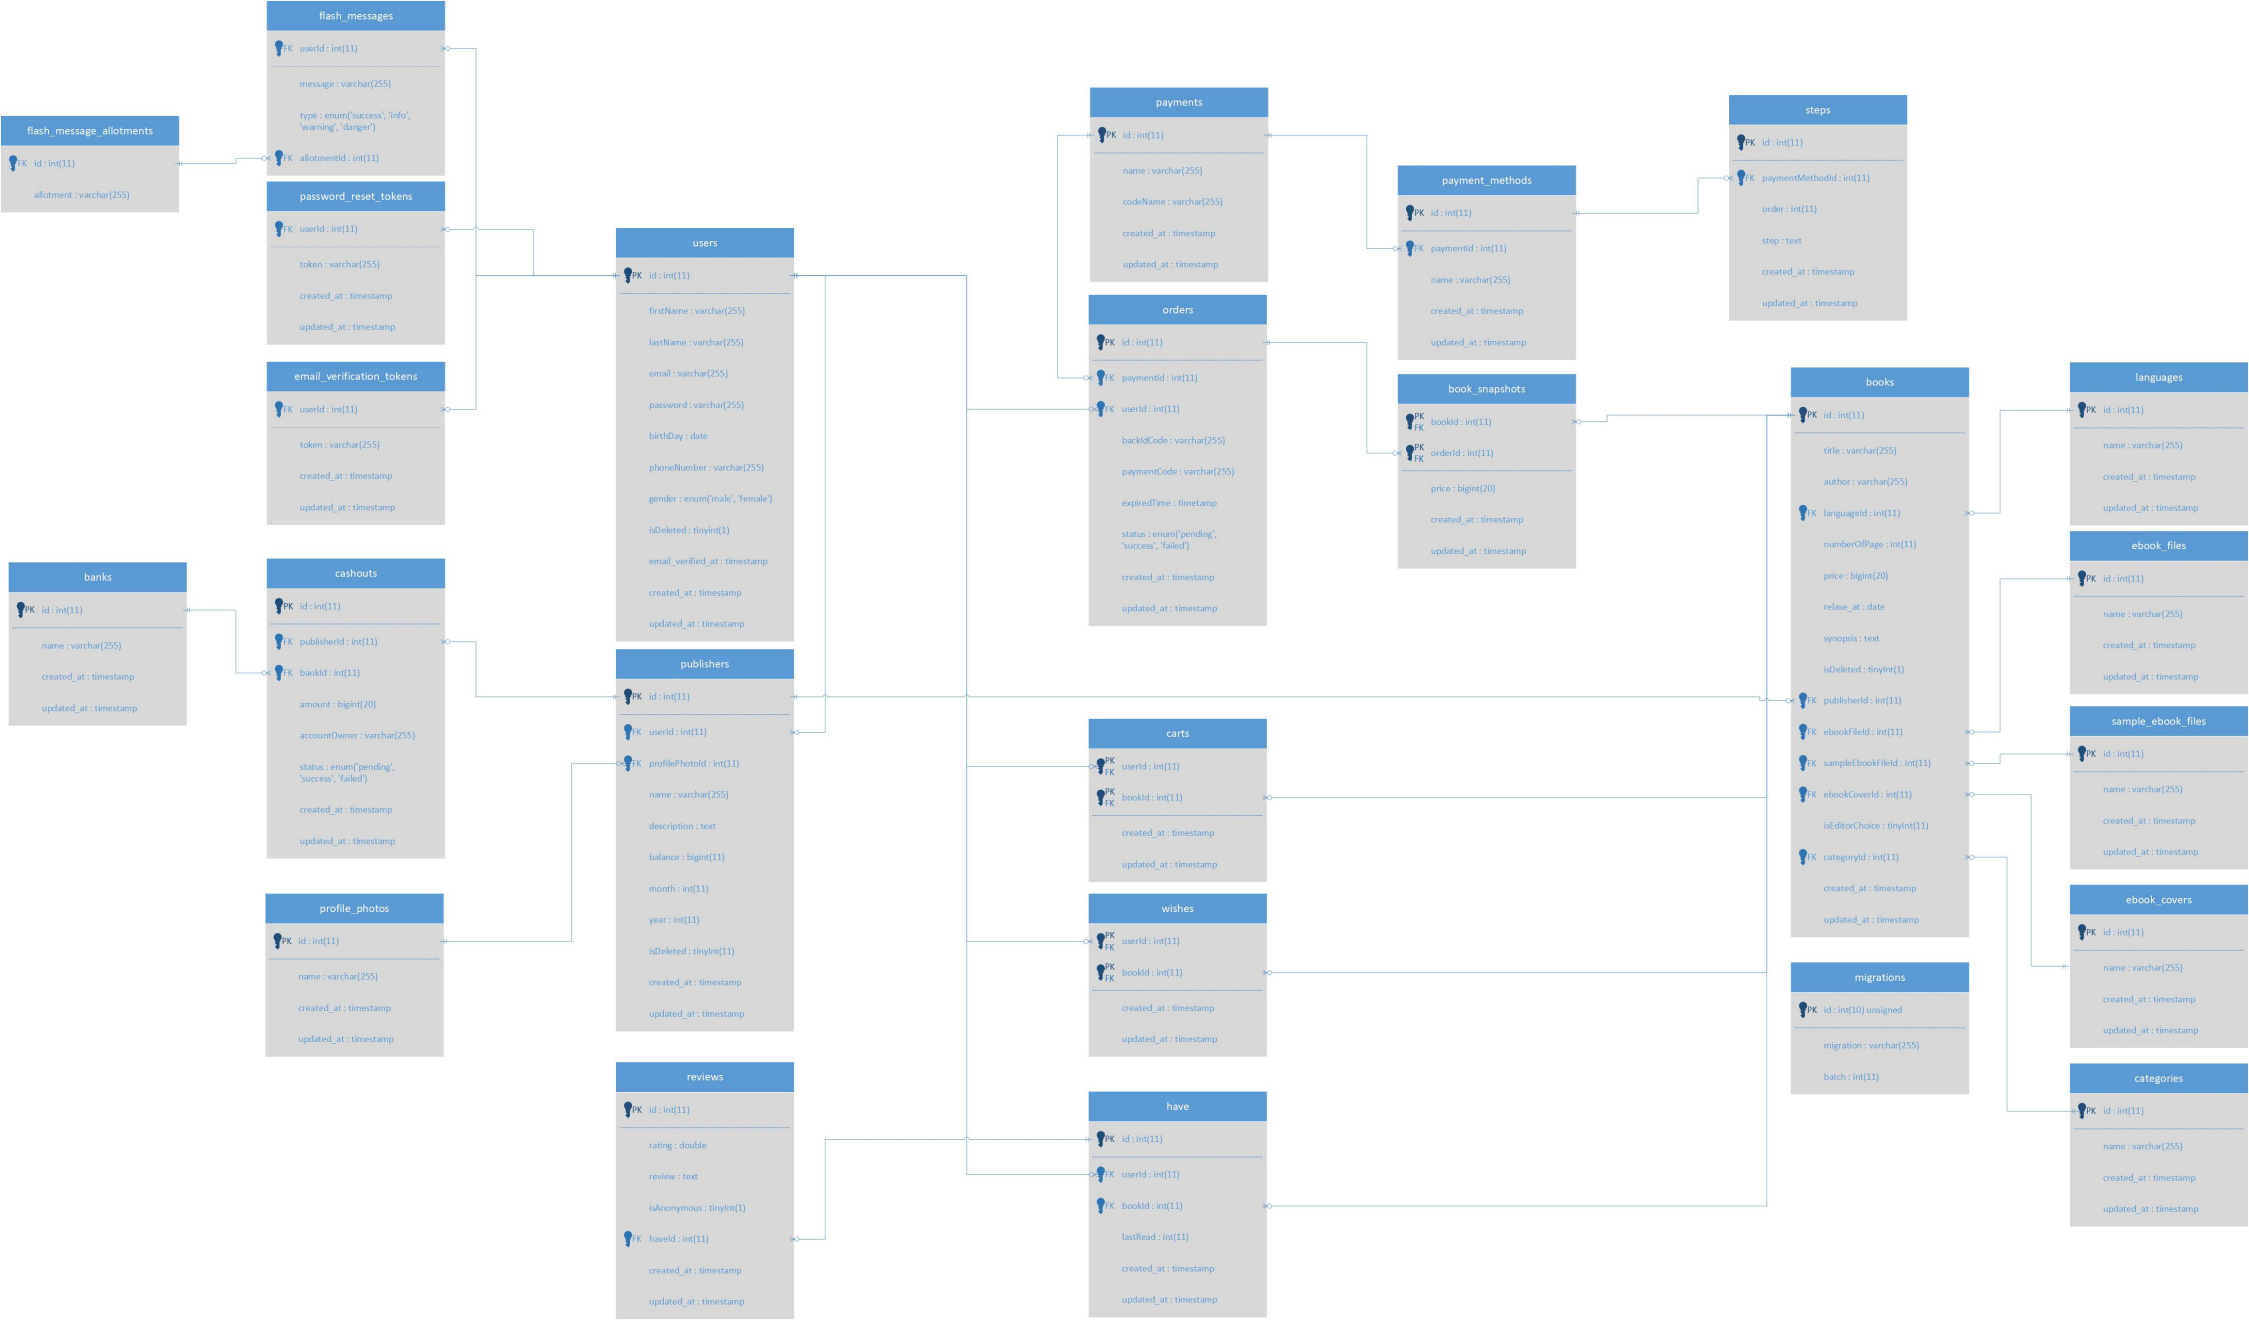 flash_messages
FK userId : int(11)
message : varchar(255)
type : enum('success', 'info',
'warning', 'danger')
FK allotmentId : int(11)
flash_message_allotments
FK id : int(11)
allotment : varchar(255)
password_reset_tokens
FK userId : int(11)
token : varchar(255)
created_at : timestamp
updated_at : timestamp
email_verification_tokens
FK userId : int(11)
token : varchar(255)
created_at : timestamp
updated_at : timestamp
banks
PK id : int(11)
name : varchar(255)
created_at : timestamp
updated_at : timestamp
cashouts
PK id : int(11)
FK publisherId : int(11)
FK bankId : int(11)
amount : bigint(20)
accountOwner : varchar(255)
status : enum('pending',
'success', 'failed')
created_at : timestamp
updated_at : timestamp
profile_photos
PK id : int(11)
name : varchar(255)
created_at : timestamp
updated_at : timestamp
users
PK id : int(11)
firstName : varchar(255)
lastName : varchar(255)
email : varchar(255)
password : varchar(255)
birthDay : date
phoneNumber : varchar(255)
gender : enum('male', 'female')
isDeleted : tinyint(1)
email_verified_at : timestamp
created_at : timestamp
updated_at : timestamp
publishers
PK id : int(11)
FK userId : int(11)
FK profilePhotoId : int(11)
name : varchar(255)
description : text
balance : bigint(11)
month : int(11)
year : int(11)
isDeleted : tinyInt(11)
created_at : timestamp
updated_at : timestamp
reviews
PK id : int(11)
rating : double
review : text
isAnonymous : tinyInt(1)
FK haveId : int(11)
created_at : timestamp
updated_at : timestamp
payments
PK id : int(11)
name : varchar(255)
codeName : varchar(255)
created_at : timestamp
updated_at : timestamp
orders
PK id : int(11)
FK paymentId : int(11)
FK userId : int(11)
backIdCode : varchar(255)
paymentCode : varchar(255)
expiredTime : timetamp
status : enum('pending',
'success', 'failed')
created_at : timestamp
updated_at : timestamp
carts
PK
FK userId : int(11)
PK
FK bookId : int(11)
created_at : timestamp
updated_at : timestamp
wishes
PK
FK userId : int(11)
PK
FK bookId : int(11)
created_at : timestamp
updated_at : timestamp
have
PK id : int(11)
FK userId : int(11)
FK bookId : int(11)
lastRead : int(11)
created_at : timestamp
updated_at : timestamp
payment_methods
PK id : int(11)
FK paymentId : int(11)
name : varchar(255)
created_at : timestamp
updated_at : timestamp
book_snapshots
PK
FK bookId : int(11)
PK
FK orderId : int(11)
price : bigint(20)
created_at : timestamp
updated_at : timestamp
steps
PK id : int(11)
FK paymentMethodId : int(11)
order : int(11)
step : text
created_at : timestamp
updated_at : timestamp
books
PK id : int(11)
title : varchar(255)
author : varchar(255)
FK languageId : int(11)
numberOfPage : int(11)
price : bigint(20)
relase_at : date
synopsis : text
isDeleted : tinyInt(1)
FK publisherId : int(11)
FK ebookFileId : int(11)
FK sampleEbookFileId : int(11)
FK ebookCoverId : int(11)
isEditorChoice : tinyInt(11)
FK categoryId : int(11)
created_at : timestamp
updated_at : timestamp
migrations
PK id : int(10) unsigned
migration : varchar(255)
batch : int(11)
languages
PK id : int(11)
name : varchar(255)
created_at : timestamp
updated_at : timestamp
ebook_files
PK id : int(11)
name : varchar(255)
created_at : timestamp
updated_at : timestamp
sample_ebook_files
PK id : int(11)
name : varchar(255)
created_at : timestamp
updated_at : timestamp
ebook_covers
PK id : int(11)
name : varchar(255)
created_at : timestamp
updated_at : timestamp
categories
PK id : int(11)
name : varchar(255)
created_at : timestamp
updated_at : timestamp